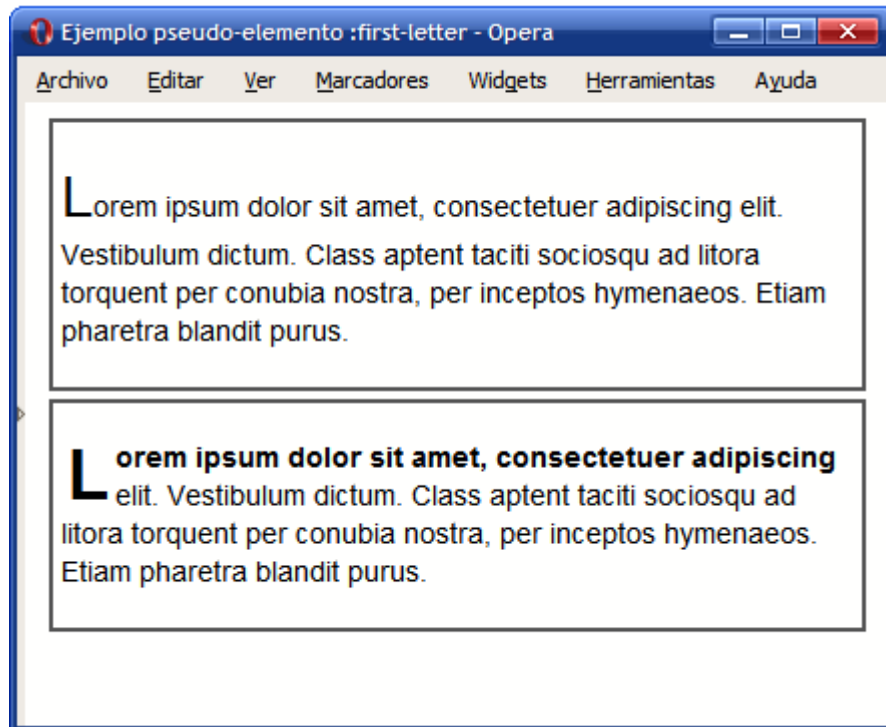 Ejemplo pseudo-elemento :first-letter - Opera
Archivo Editar Ver Marcadores Widgets Herramientas Ayuda
Lorem ipsum dolor sit amet, consectetuer adipiscing elit.
Vestibulum dictum. Class aptent taciti sociosqu ad litora
torquent per conubia nostra, per inceptos hymenaeos. Etiam
pharetra blandit purus.
Lorem ipsum dolor sit amet, consectetuer adipiscing
elit. Vestibulum dictum. Class aptent taciti sociosqu ad
litora torquent per conubia nostra, per inceptos hymenaeos.
Etiam pharetra blandit purus.